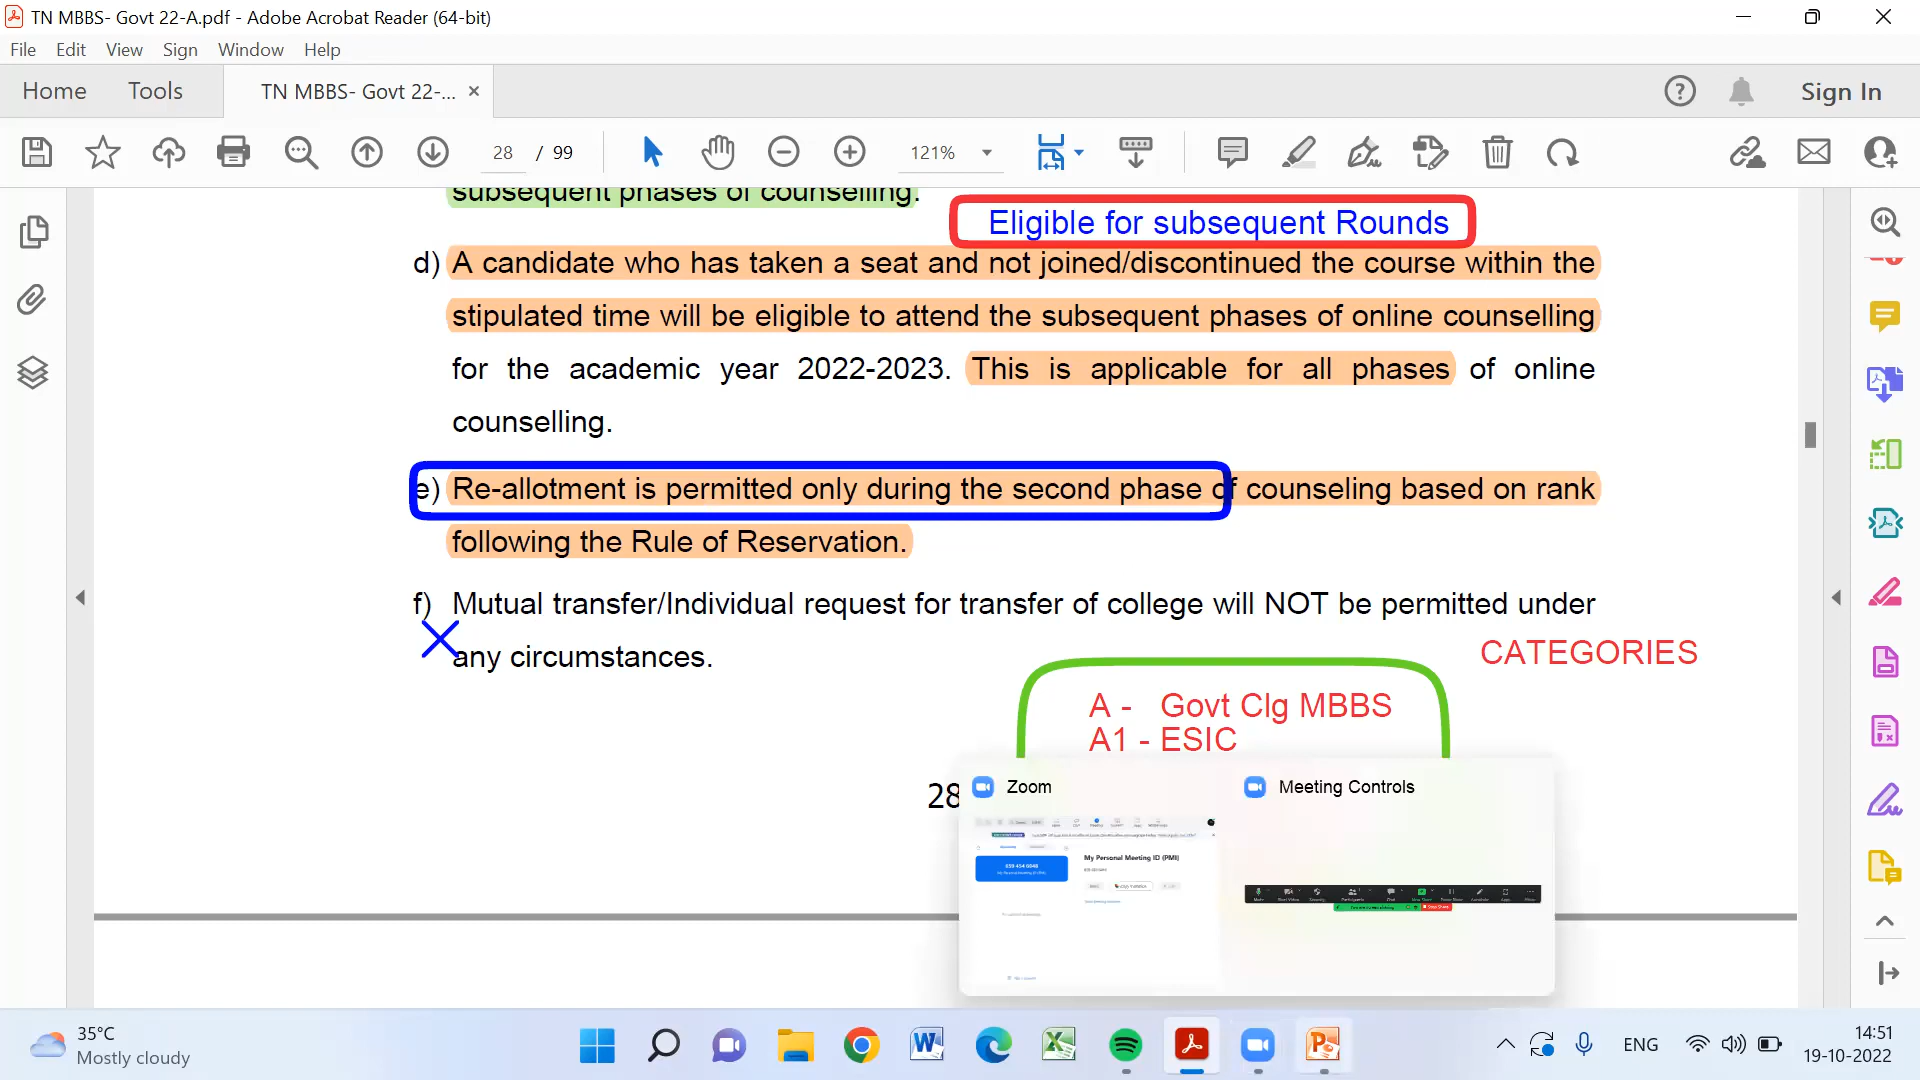 TN MBBS- Govt 22-A.pdf - Adobe Acrobat Reader (64-bit)
File Edit View Sign Window Help
Home Tools TN MBBS- Govt 22-... × Sign In
28 / 99 121%
subsequent phases of counselling.
Eligible for subsequent Rounds
d) A candidate who has taken a seat and not joined/discontinued the course within the
stipulated time will be eligible to attend the subsequent phases of online counselling
for the academic year 2022-2023. This is applicable for all phases of online
counselling.
e) Re-allotment is permitted only during the second phase of counseling based on rank
following the Rule of Reservation.
f) Mutual transfer/Individual request for transfer of college will NOT be permitted under
any circumstances.
CATEGORIES
A - Govt Clg MBBS
A1 - ESIC
28
Zoom Meeting Controls
My Personal Meeting ID (PMI)
35°C
Mostly cloudy
ENG
14:51
19-10-2022